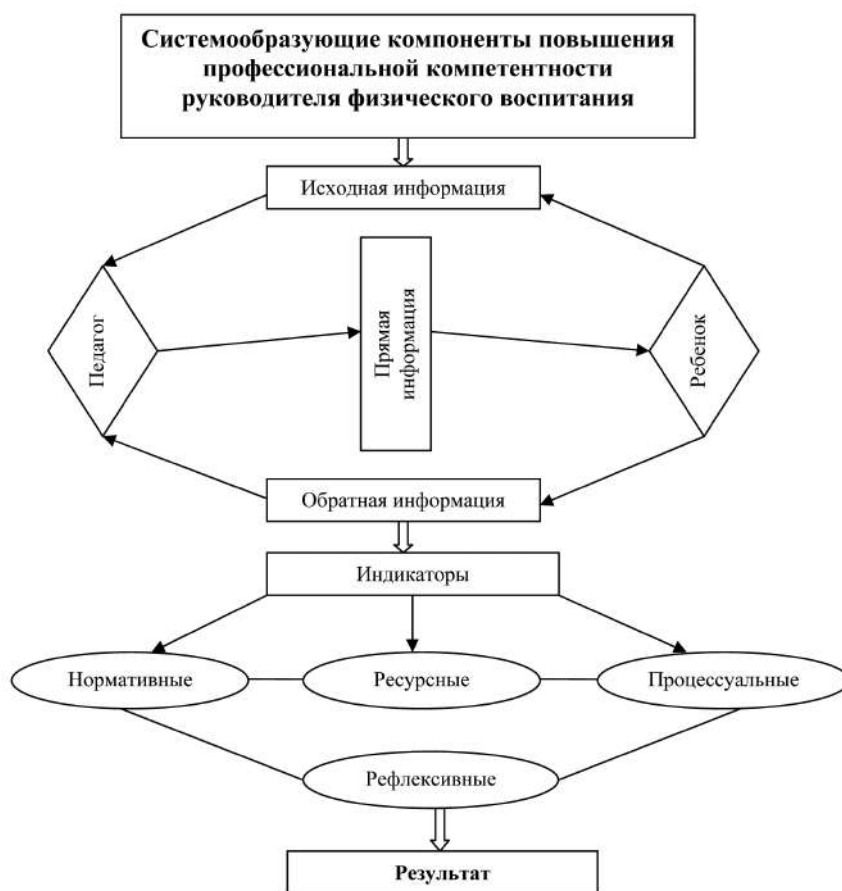 Системообразующие компоненты повышения
профессиональной компетентности
руководителя физического воспитания
Исходная информация
Педагог
Прямая
информация
Ребенок
Обратная информация
Индикаторы
Нормативные
Ресурсные
Процессуальные
Рефлексивные
Результат